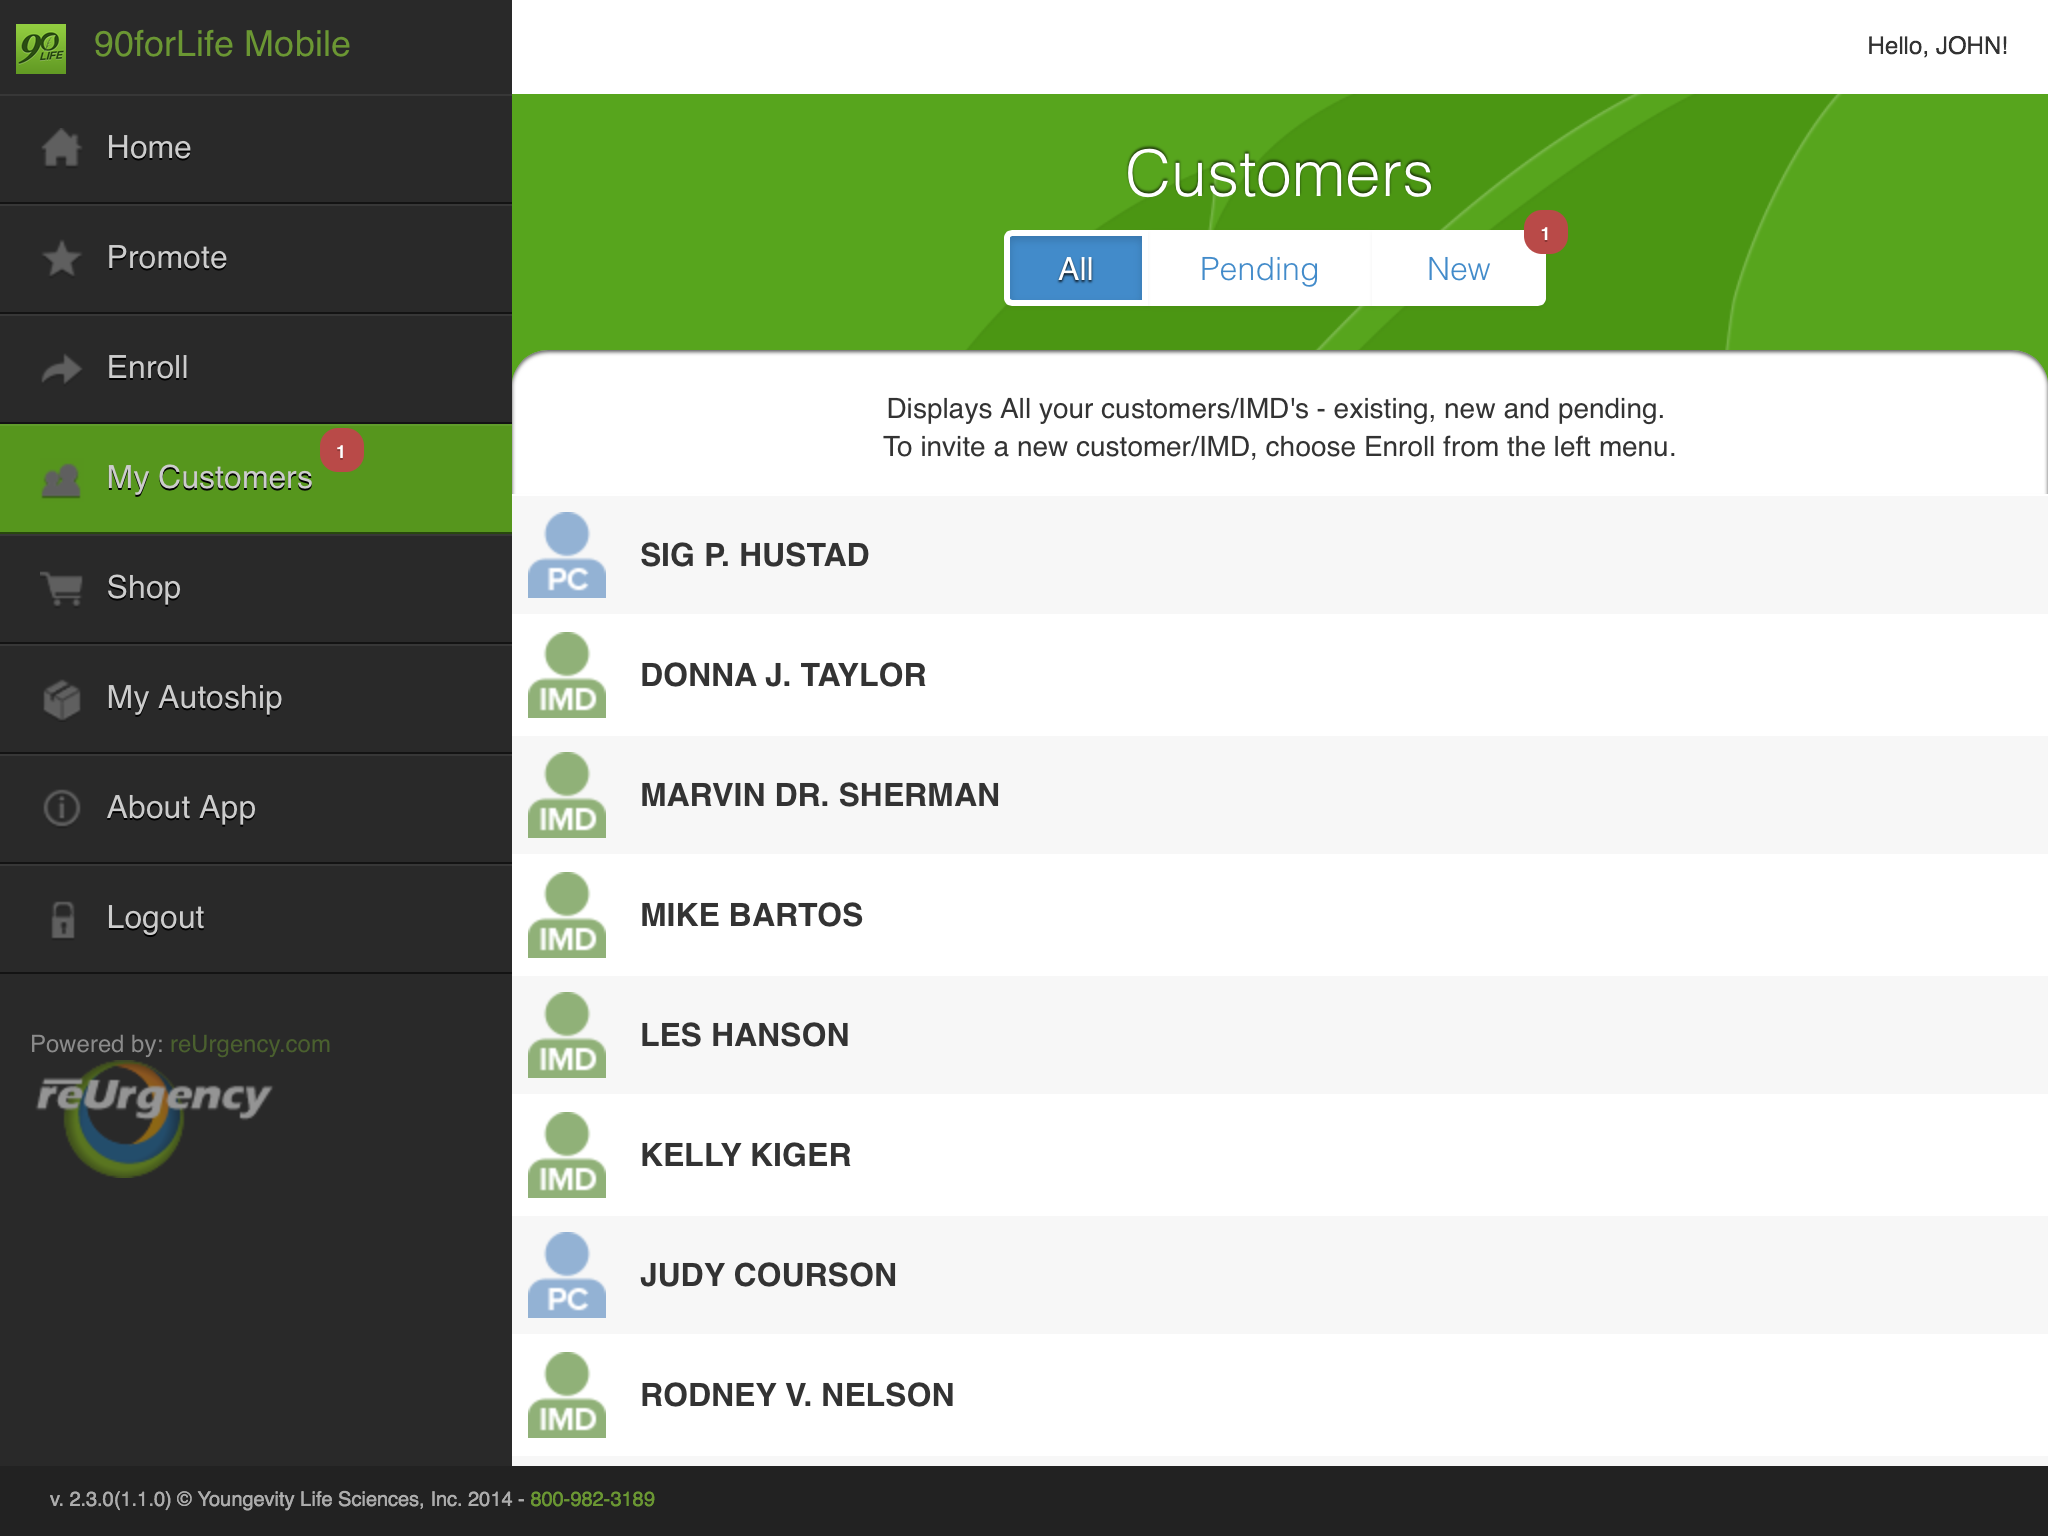 90 LIFE
90forLife Mobile
Hello, JOHN!
Home
Promote
Enroll
My Customers
1
Shop
My Autoship
About App
Logout
Powered by: reUrgency.com
reUrgency
Customers
All
Pending
New
1
Displays All your customers/IMD's - existing, new and pending.
To invite a new customer/IMD, choose Enroll from the left menu.
PC
SIG P. HUSTAD
IMD
DONNA J. TAYLOR
IMD
MARVIN DR. SHERMAN
IMD
MIKE BARTOS
IMD
LES HANSON
IMD
KELLY KIGER
PC
JUDY COURSON
IMD
RODNEY V. NELSON
v. 2.3.0(1.1.0) © Youngevity Life Sciences, Inc. 2014 - 800-982-3189